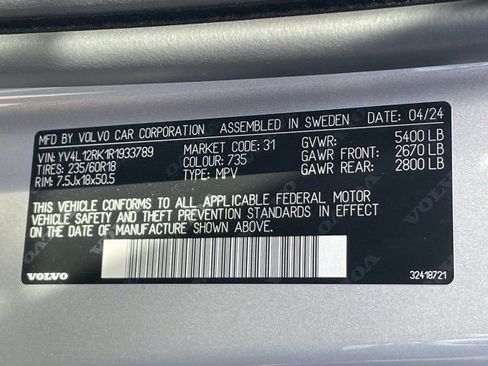 MFD BY VOLVO CAR CORPORATION ASSEMBLED IN SWEDEN DATE: 04/24
VIN: YV4L12RK1R1933789 MARKET CODE: 31 GVWR: 5400 LB
TIRES: 235/60R18 COLOUR: 735 GAWR FRONT: 2670 LB
RIM: 7.5Jx18x50.5 TYPE: MPV GAWR REAR: 2800 LB
THIS VEHICLE CONFORMS TO ALL APPLICABLE FEDERAL MOTOR
VEHICLE SAFETY AND THEFT PREVENTION STANDARDS IN EFFECT
ON THE DATE OF MANUFACTURE SHOWN ABOVE.
VOLVO 32418721